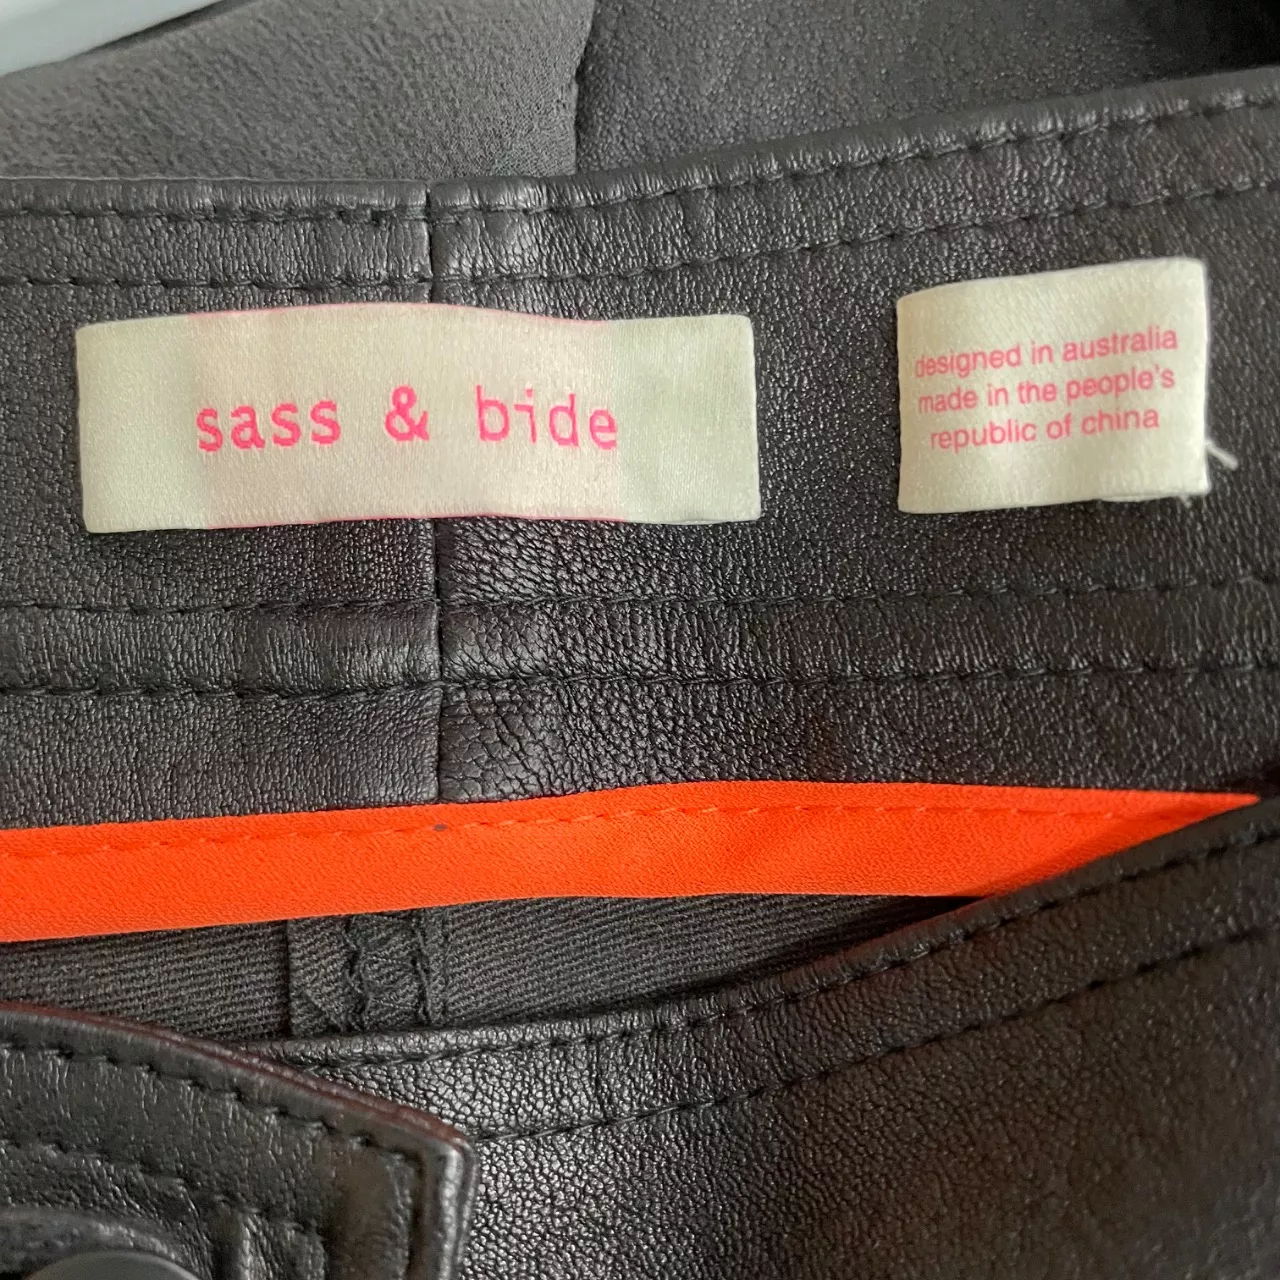 sass & bide
designed in australia
made in the people's
republic of china